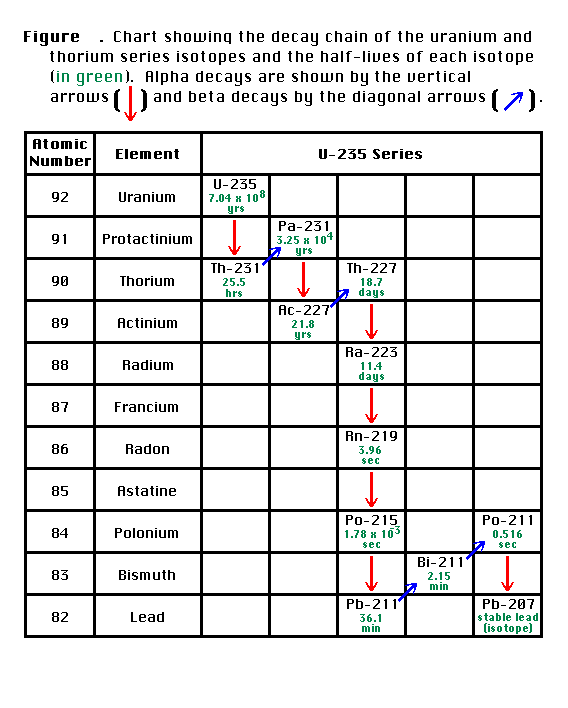 Figure . Chart showing the decay chain of the uranium and
thorium series isotopes and the half-lives of each isotope
(in green). Alpha decays are shown by the vertical
arrows ( ) and beta decays by the diagonal arrows ( ).
Atomic Number Element U-235 Series
92 Uranium U-235 7.04 x 10⁸ yrs
91 Protactinium Pa-231 3.25 x 10⁴ yrs
90 Thorium Th-231 25.5 hrs Th-227 18.7 days
89 Actinium Ac-227 21.8 yrs
88 Radium Ra-223 11.4 days
87 Francium
86 Radon Rn-219 3.96 sec
85 Astatine
84 Polonium Po-215 1.78 x 10⁻³ sec Po-211 0.516 sec
83 Bismuth Bi-211 2.15 min
82 Lead Pb-211 36.1 min Pb-207 stable lead (isotope)